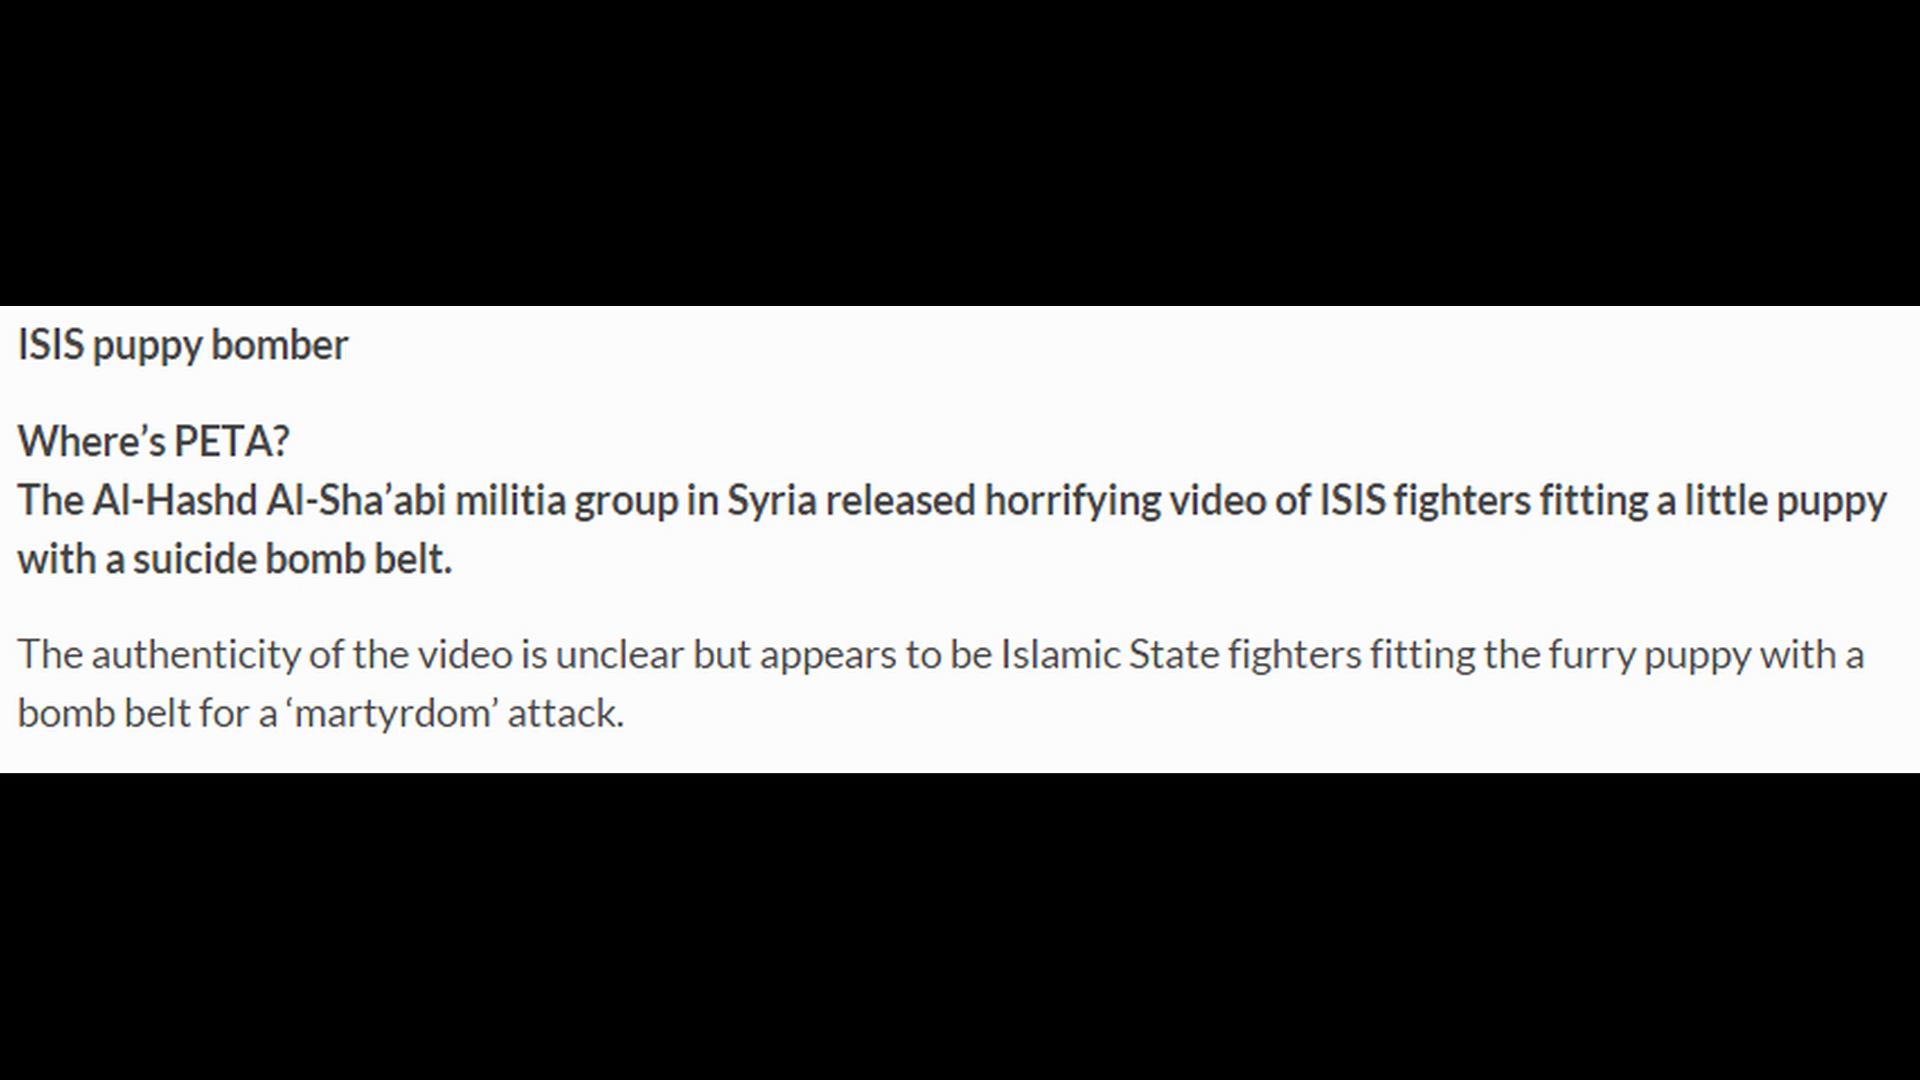 ISIS puppy bomber
Where’s PETA?
The Al-Hashd Al-Sha’abi militia group in Syria released horrifying video of ISIS fighters fitting a little puppy
with a suicide bomb belt.
The authenticity of the video is unclear but appears to be Islamic State fighters fitting the furry puppy with a
bomb belt for a ‘martyrdom’ attack.